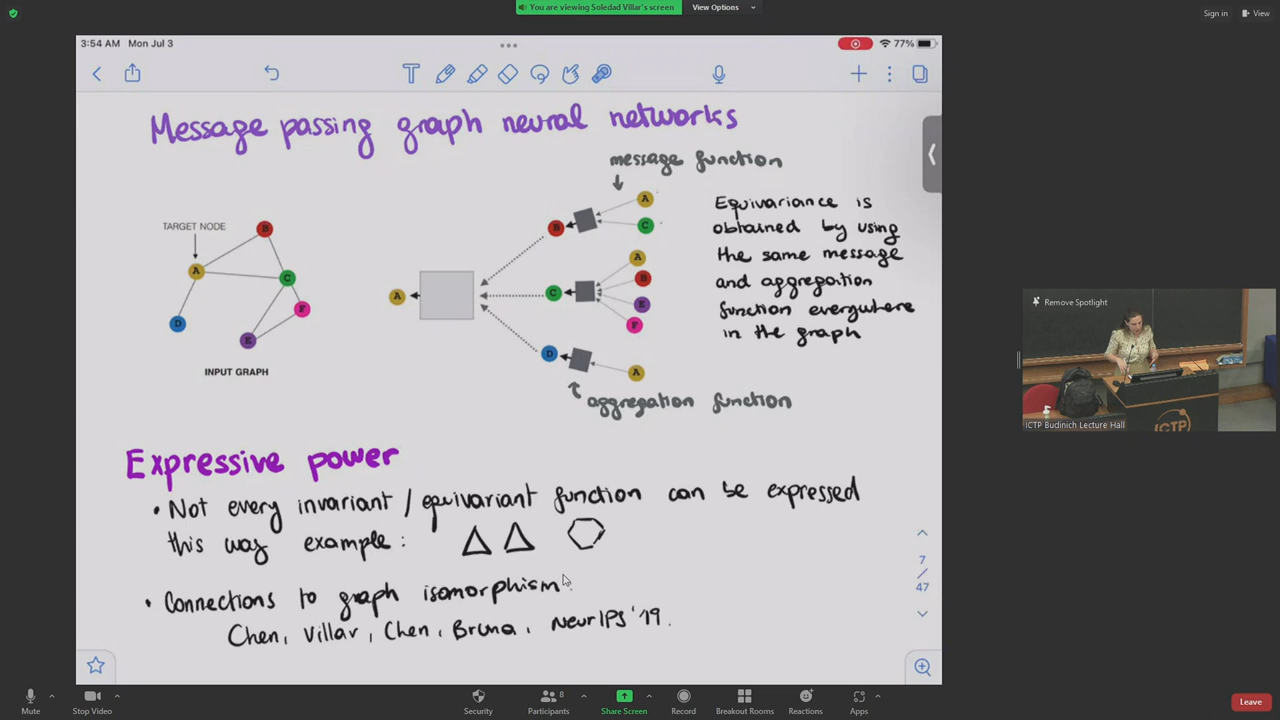 You are viewing Soledad Villar's screen
View Options
Sign in
View
3:54 AM Mon Jul 3
77%
Message passing graph neural networks
message function
TARGET NODE
A
B
C
D
E
F
INPUT GRAPH
A
B
C
D
A
C
A
B
E
F
A
Equivariance is
obtained by using
the same message
and aggregation
function everywhere
in the graph
aggregation function
Expressive power
• Not every invariant / equivariant function can be expressed
this way example:
• Connections to graph isomorphism.
Chen, Villar, Chen, Bruna, NeurIPS '19.
7
/
47
Remove Spotlight
ICTP
ICTP Budinich Lecture Hall
Mute
Stop Video
Security
Participants
8
Share Screen
Record
Breakout Rooms
Reactions
Apps
Leave